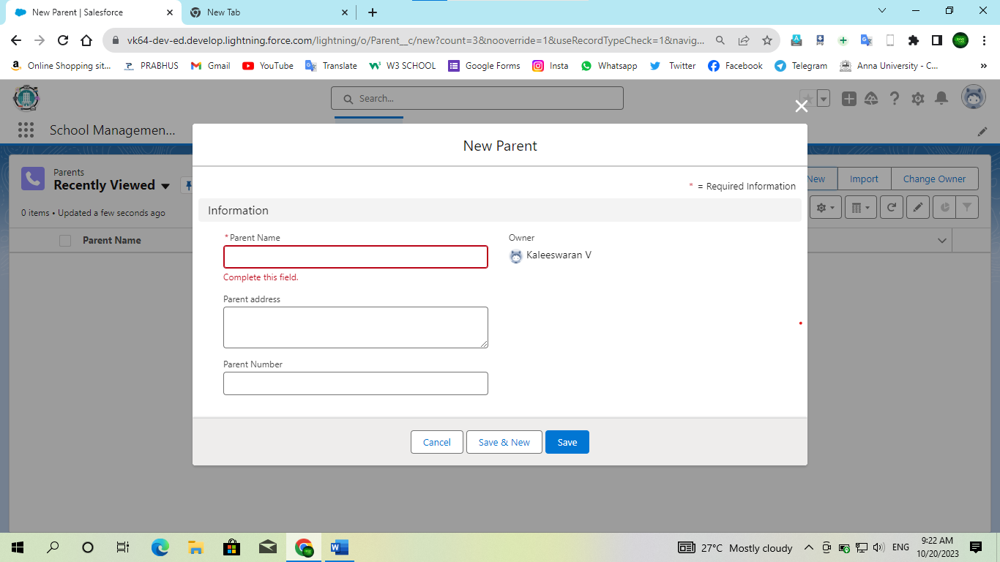 New Parent | Salesforce
New Tab
vk64-dev-ed.develop.lightning.force.com/lightning/o/Parent__c/new?count=3&nooverride=1&useRecordTypeCheck=1&navig...
Online Shopping sit...
PRABHUS
Gmail
YouTube
Translate
W3 SCHOOL
Google Forms
Insta
Whatsapp
Twitter
Facebook
Telegram
Anna University - C...
»
Search...
School Managemen...
New Parent
Parents
Recently Viewed
New
Import
Change Owner
* = Required Information
0 items • Updated a few seconds ago
Information
Parent Name
*Parent Name
Owner
Kaleeswaran V
Complete this field.
Parent address
Parent Number
Cancel
Save & New
Save
27°C Mostly cloudy
ENG
9:22 AM
10/20/2023